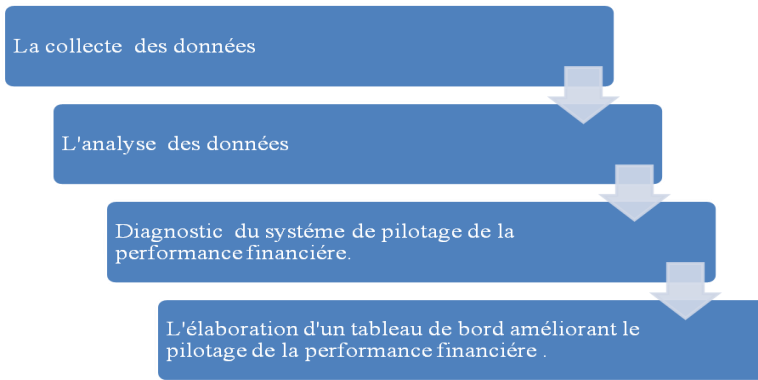 La collecte des données
L'analyse des données
Diagnostic du systéme de pilotage de la
performance financiére.
L'élaboration d'un tableau de bord améliorant le
pilotage de la performance financiére .